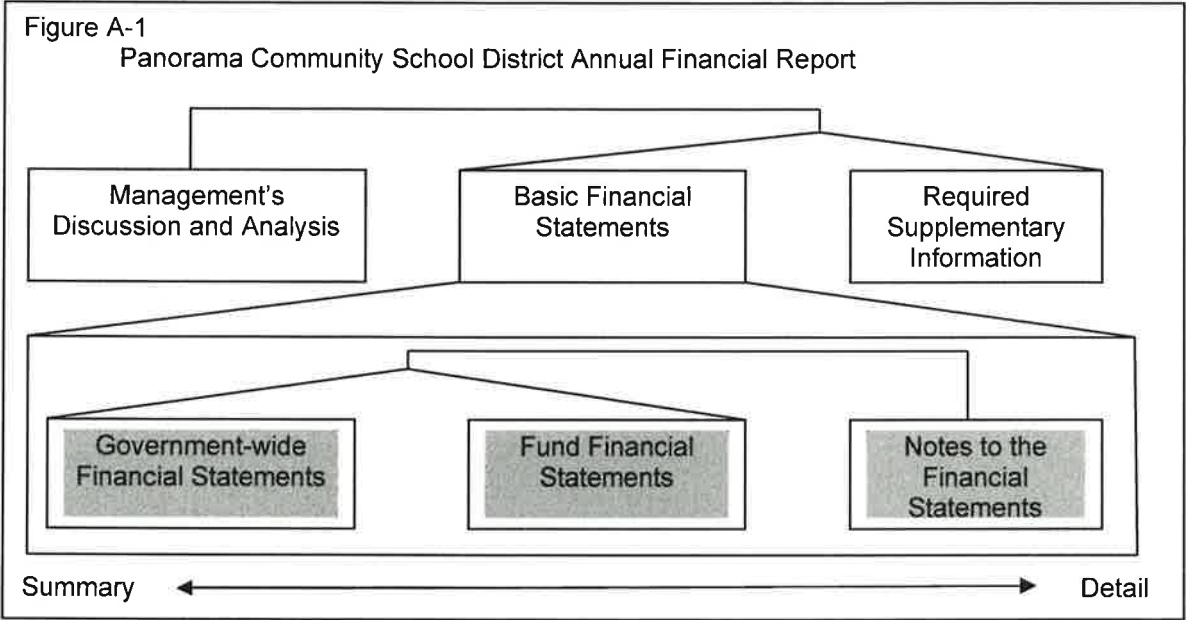 Figure A-1
Panorama Community School District Annual Financial Report
Management's
Discussion and Analysis
Basic Financial
Statements
Required
Supplementary
Information
Government-wide
Financial Statements
Fund Financial
Statements
Notes to the
Financial
Statements
Summary
Detail